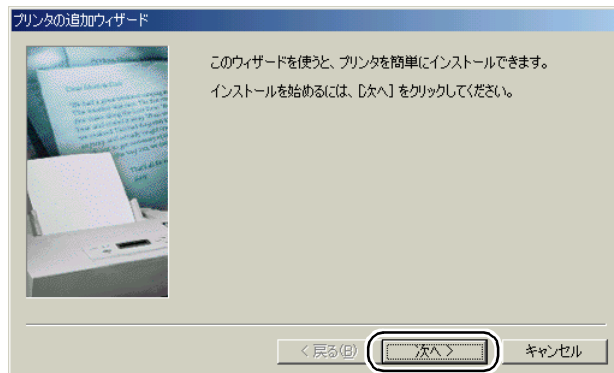 プリンタの追加ウィザード
このウィザードを使うと、プリンタを簡単にインストールできます。
インストールを始めるには、[次へ] をクリックしてください。
< 戻る(B)
次へ >
キャンセル